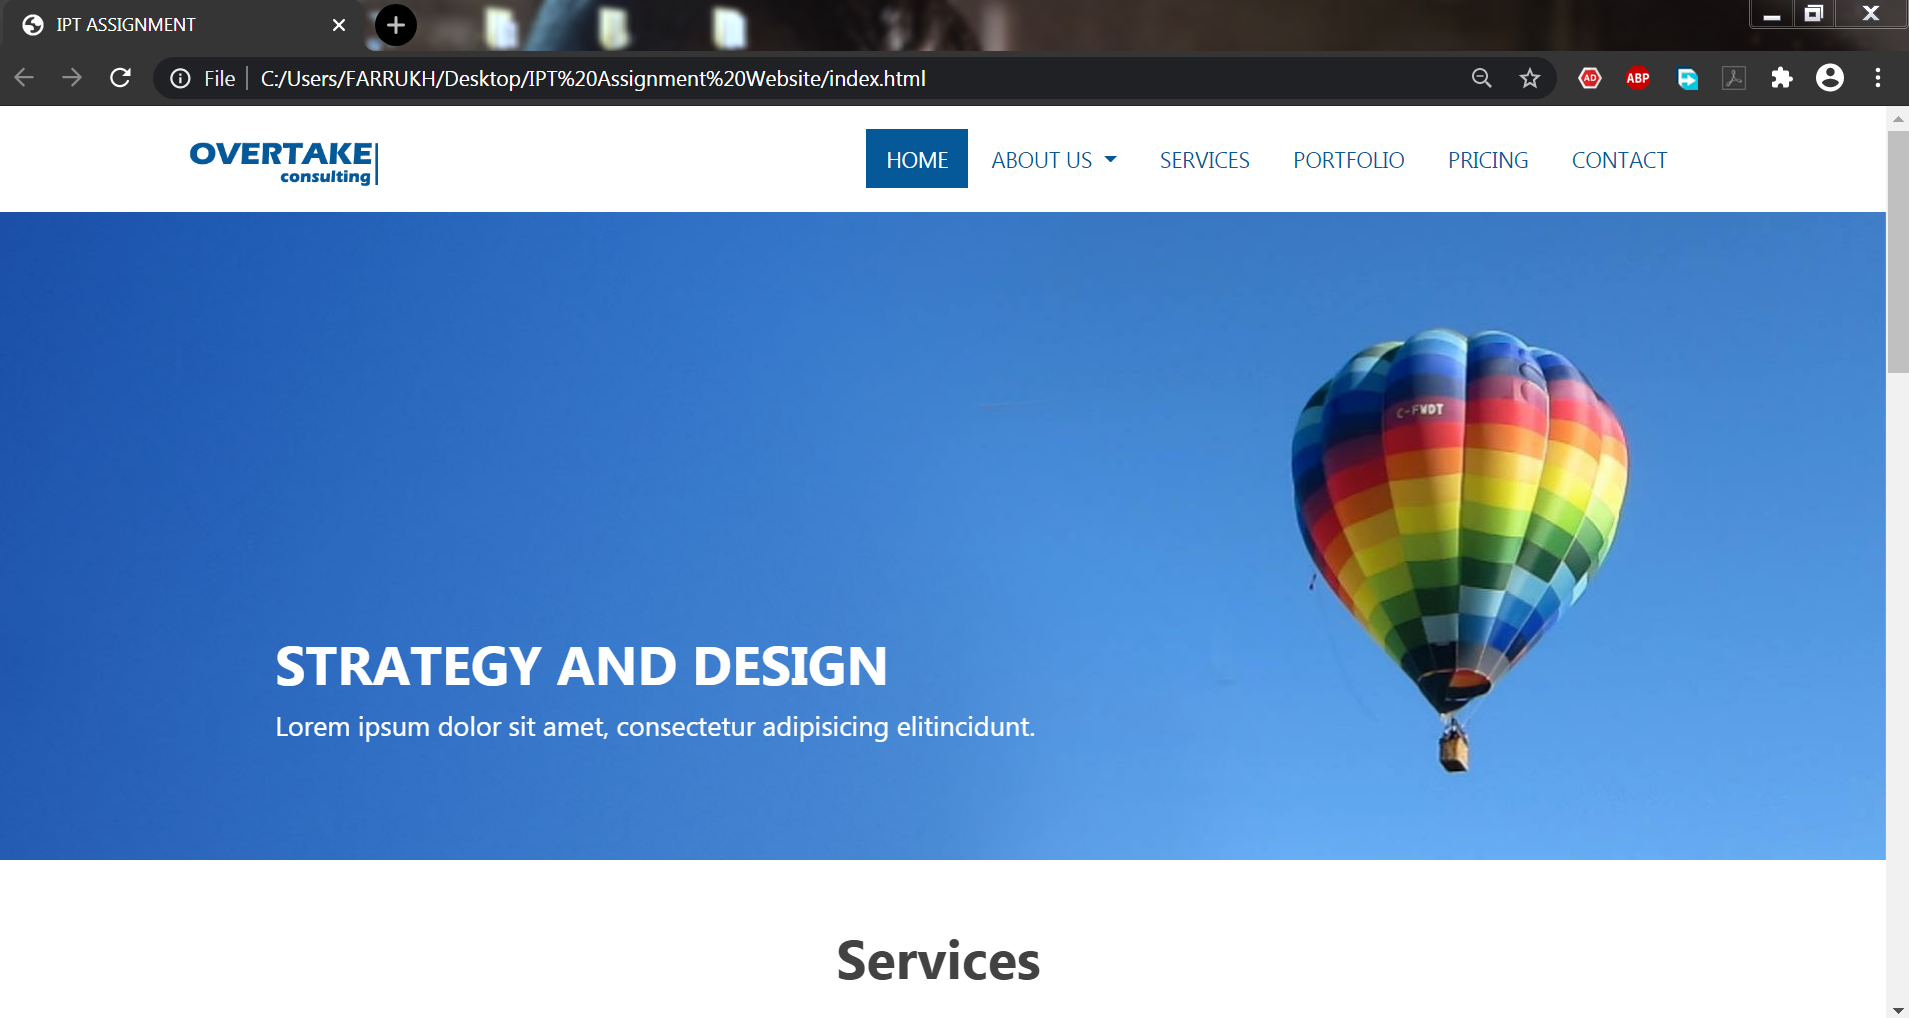 IPT ASSIGNMENT
File C:/Users/FARRUKH/Desktop/IPT%20Assignment%20Website/index.html
AD
ABP
OVERTAKE
consulting
HOME ABOUT US SERVICES PORTFOLIO PRICING CONTACT
C-FWDT
STRATEGY AND DESIGN
Lorem ipsum dolor sit amet, consectetur adipisicing elitincidunt.
Services